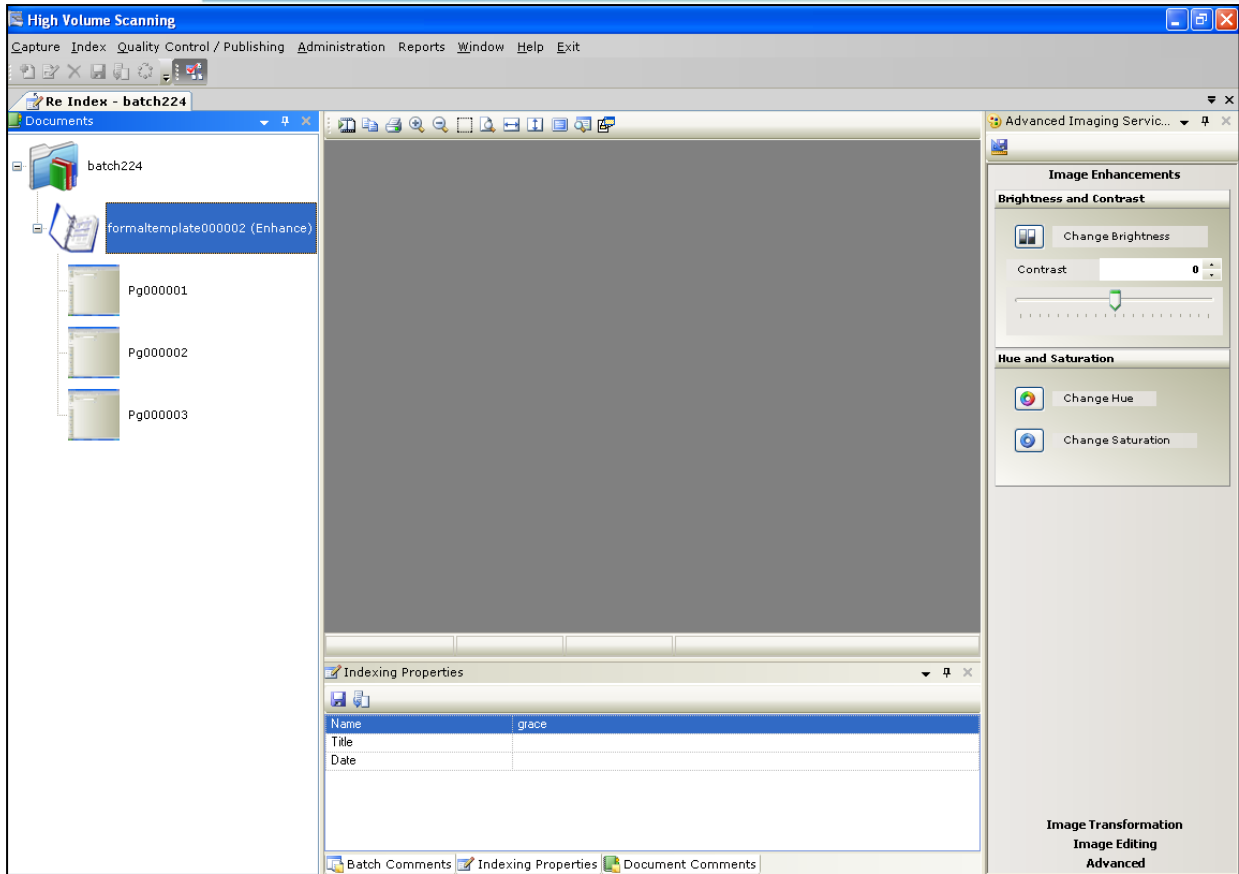 High Volume Scanning
Capture Index Quality Control / Publishing Administration Reports Window Help Exit
Re Index - batch224
Documents
batch224
formaltemplate000002 (Enhance)
Pg000001
Pg000002
Pg000003
Indexing Properties
Name grace
Title
Date
Batch Comments Indexing Properties Document Comments
Advanced Imaging Servic...
Image Enhancements
Brightness and Contrast
Change Brightness
Contrast 0
Hue and Saturation
Change Hue
Change Saturation
Image Transformation
Image Editing
Advanced